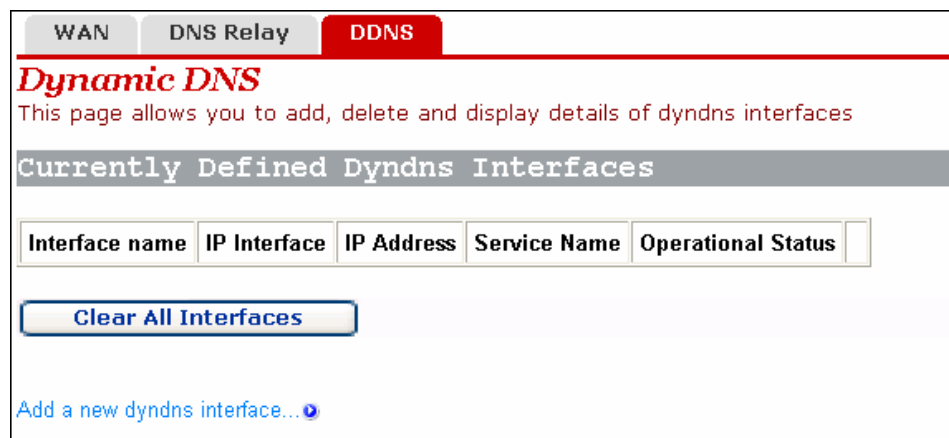 WAN DNS Relay DDNS
Dynamic DNS
This page allows you to add, delete and display details of dyndns interfaces
Currently Defined Dyndns Interfaces
Interface name IP Interface IP Address Service Name Operational Status
Clear All Interfaces
Add a new dyndns interface...